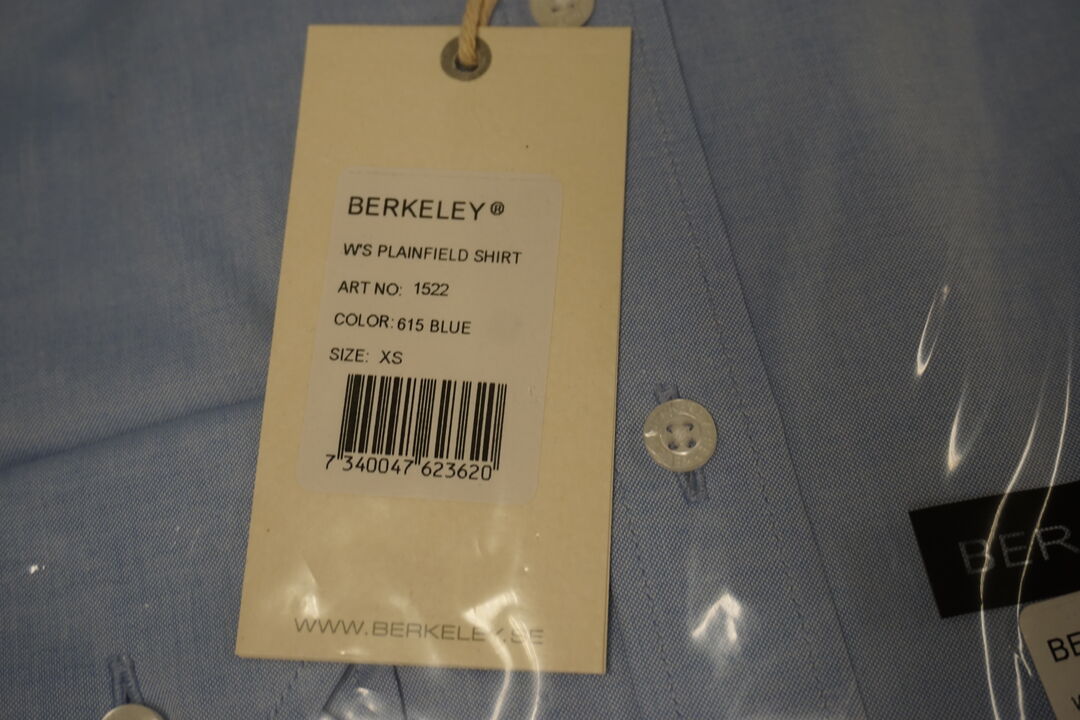 BERKELEY®
W'S PLAINFIELD SHIRT
ART NO: 1522
COLOR: 615 BLUE
SIZE: XS
7 340047 623620
WWW.BERKELEY.SE
BER
BE